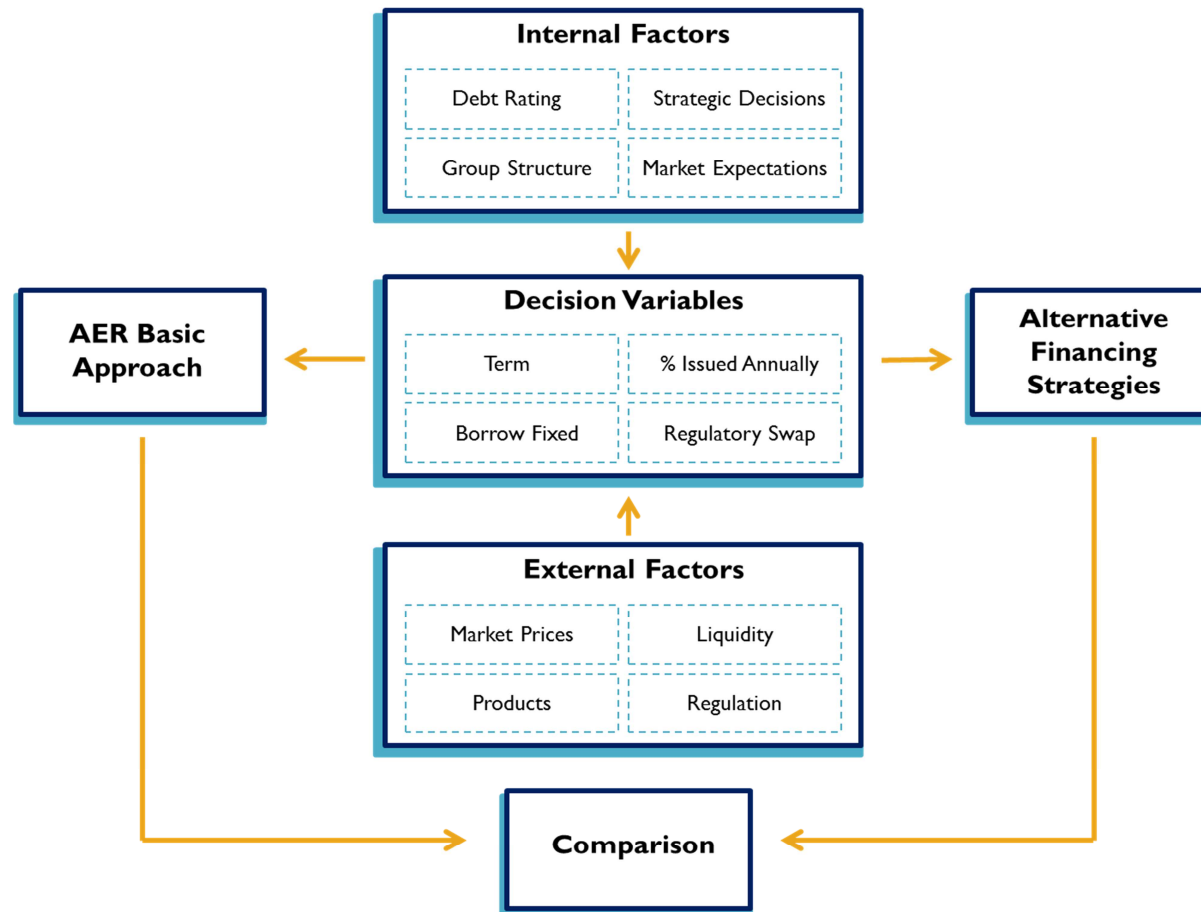 Internal Factors
Debt Rating
Strategic Decisions
Group Structure
Market Expectations
Decision Variables
Term
% Issued Annually
Borrow Fixed
Regulatory Swap
AER Basic
Approach
Alternative
Financing
Strategies
External Factors
Market Prices
Liquidity
Products
Regulation
Comparison